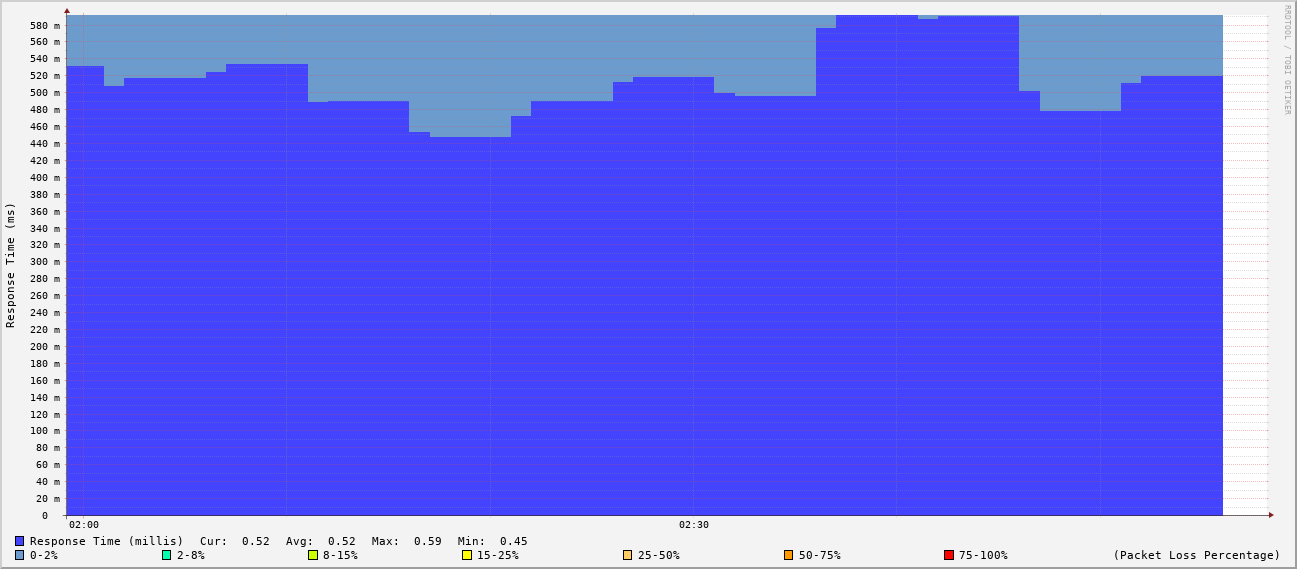 RRDTOOL / TOBI OETIKER
Response Time (ms)
580 m
560 m
540 m
520 m
500 m
480 m
460 m
440 m
420 m
400 m
380 m
360 m
340 m
320 m
300 m
280 m
260 m
240 m
220 m
200 m
180 m
160 m
140 m
120 m
100 m
80 m
60 m
40 m
20 m
0
02:00 02:30
Response Time (millis) Cur: 0.52 Avg: 0.52 Max: 0.59 Min: 0.45
0-2% 2-8% 8-15% 15-25% 25-50% 50-75% 75-100% (Packet Loss Percentage)